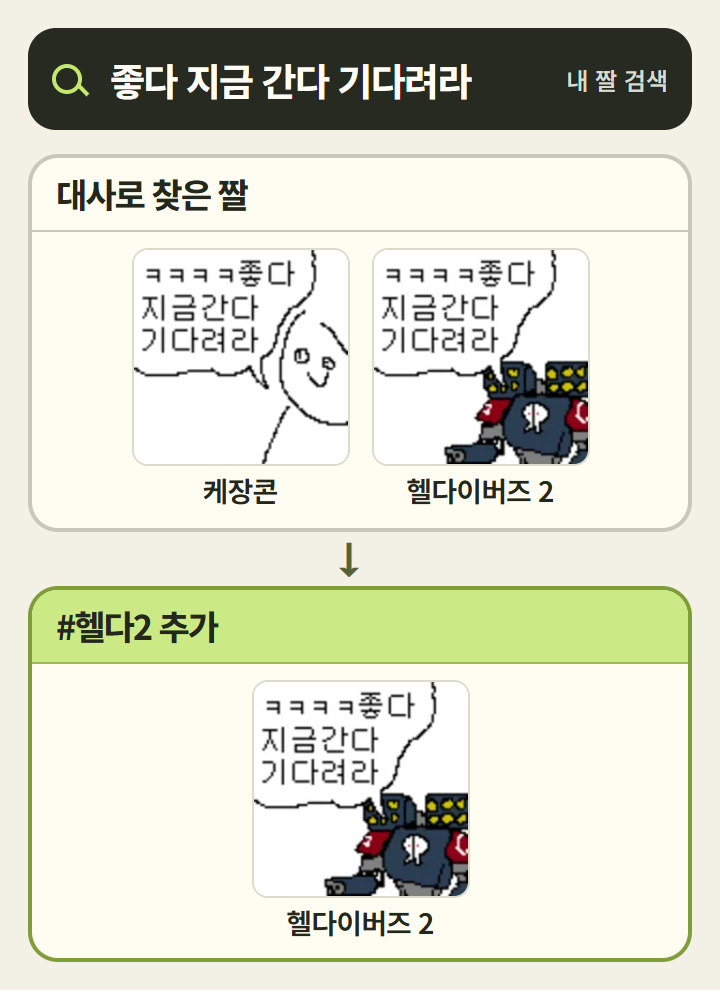 좋다 지금 간다 기다려라
내 짤 검색
대사로 찾은 짤
ㅋㅋㅋㅋ좋다
지금간다
기다려라
ㅋㅋㅋㅋ좋다
지금간다
기다려라
케장콘
헬다이버즈 2
↓
#헬다2 추가
ㅋㅋㅋㅋ좋다
지금간다
기다려라
헬다이버즈 2